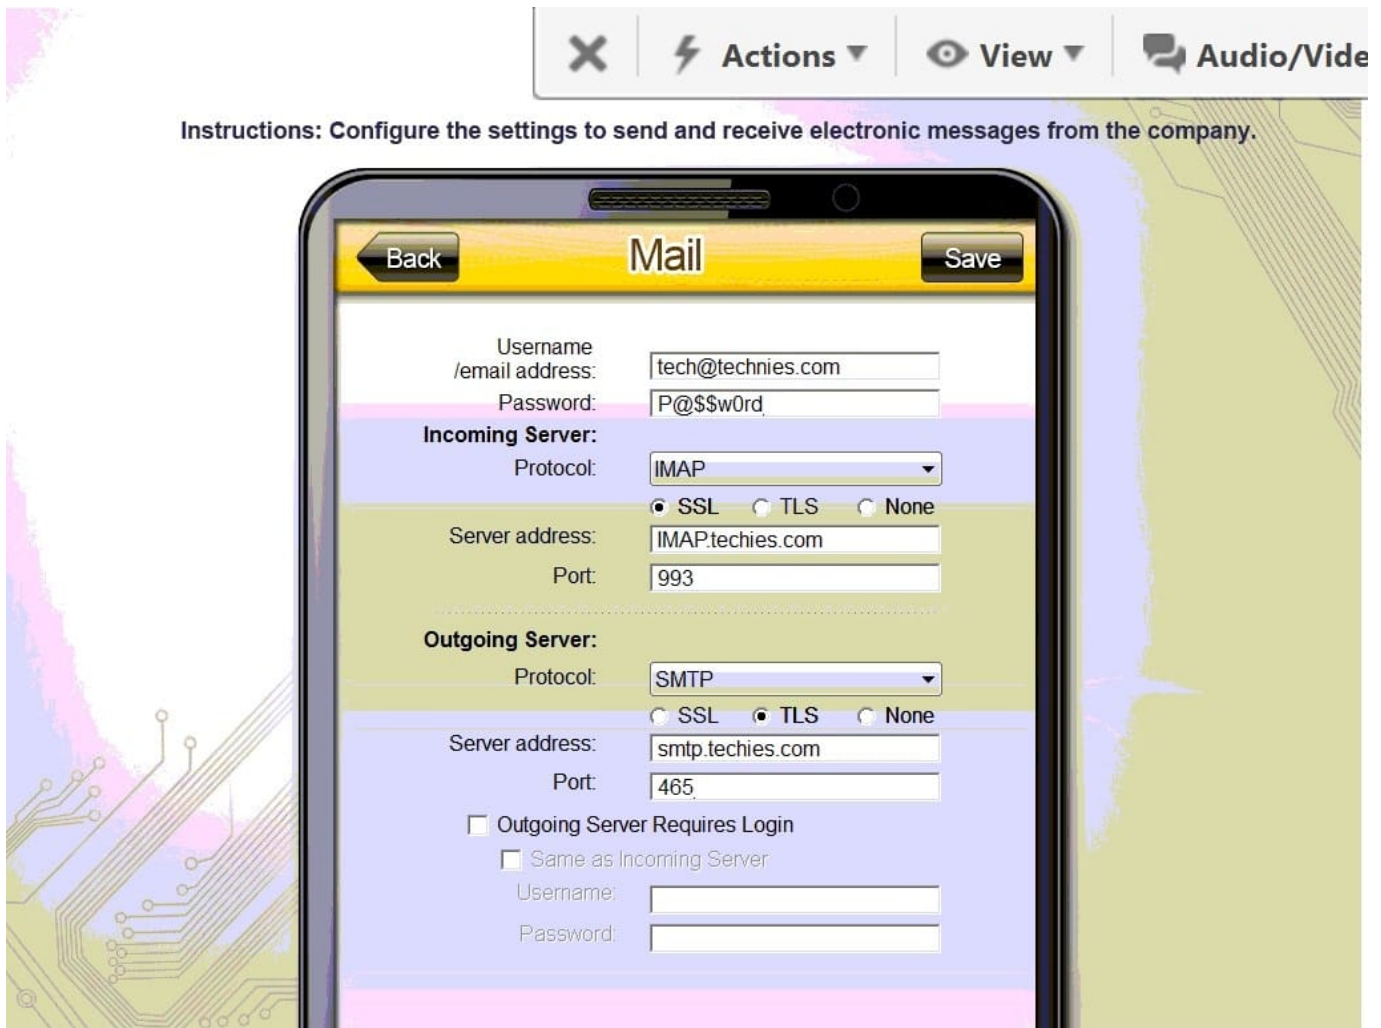 Actions View
Instructions: Configure the settings to send and receive electronic messages from the company.
Back Mail Save
Username
/email address: tech@technies.com
Password: P@$$w0rd
Incoming Server:
Protocol: IMAP
SSL TLS None
Server address: IMAP.techies.com
Port: 993
Outgoing Server:
Protocol: SMTP
SSL TLS None
Server address: smtp.techies.com
Port: 465
Outgoing Server Requires Login
Same as Incoming Server
Username:
Password: